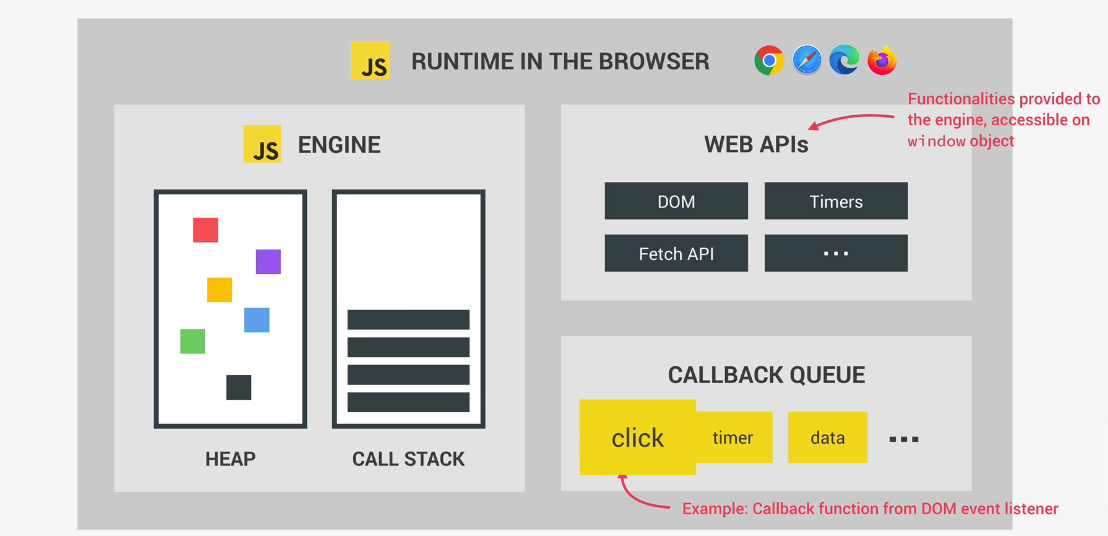 JS RUNTIME IN THE BROWSER
Functionalities provided to
the engine, accessible on
window object
JS ENGINE
HEAP
CALL STACK
WEB APIs
DOM
Timers
Fetch API
...
CALLBACK QUEUE
click
timer
data
...
Example: Callback function from DOM event listener